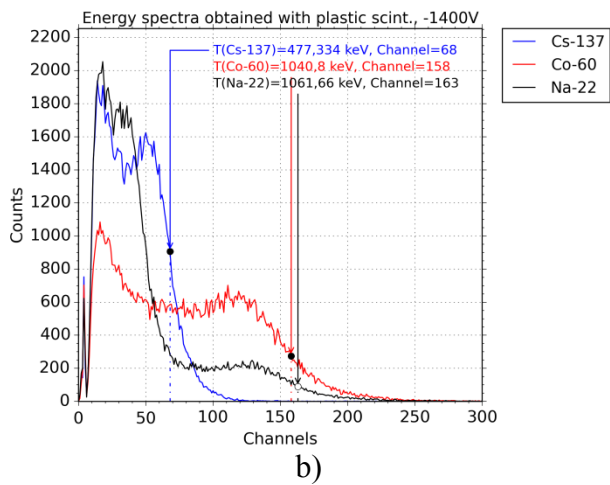 Energy spectra obtained with plastic scint., -1400V
T(Cs-137)=477,334 keV, Channel=68
T(Co-60)=1040,8 keV, Channel=158
T(Na-22)=1061,66 keV, Channel=163
Cs-137
Co-60
Na-22
Counts
2200
2000
1800
1600
1400
1200
1000
800
600
400
200
0
0 50 100 150 200 250 300
Channels
b)